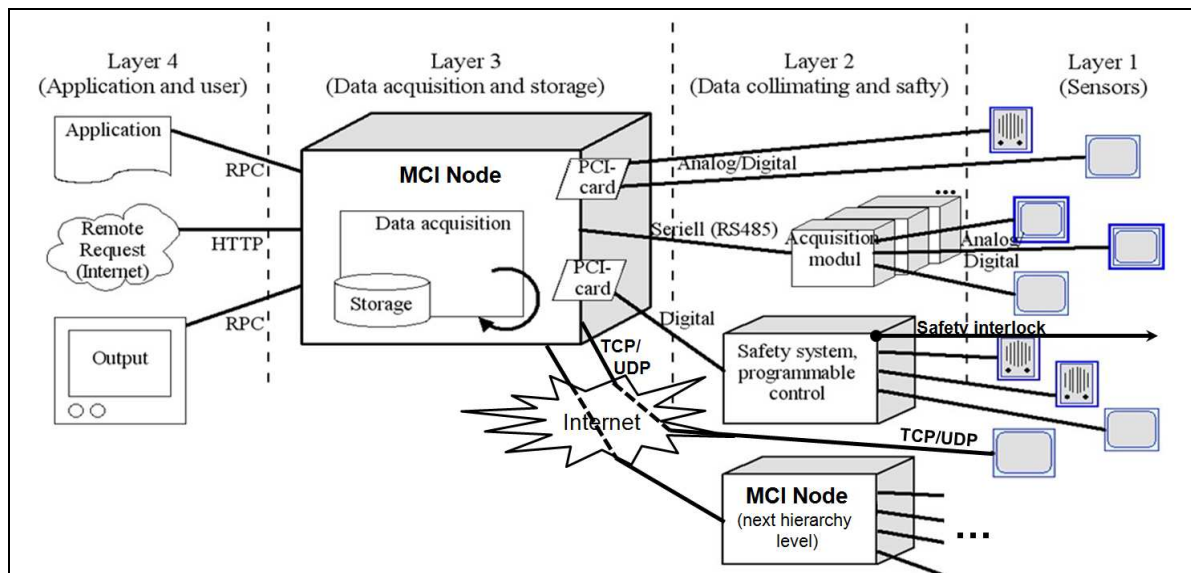 Layer 4
(Application and user)
Layer 3
(Data acquisition and storage)
Layer 2
(Data collimating and safty)
Layer 1
(Sensors)
Application
RPC
Remote
Request
(Internet)
HTTP
RPC
Output
MCI Node
Data acquisition
Storage
PCI-
card
PCI-
card
Analog/Digital
Seriell (RS485)
Acquisition
modul
...
Analog/
Digital
Digital
Safety system,
programmable
control
Safety interlock
TCP/
UDP
Internet
TCP/UDP
MCI Node
(next hierarchy
level)
...